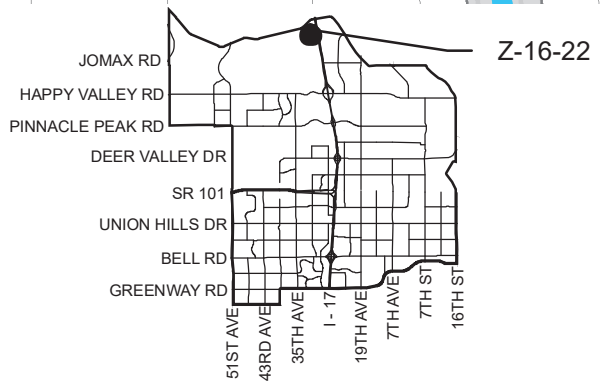 Z-16-22
JOMAX RD
HAPPY VALLEY RD
PINNACLE PEAK RD
DEER VALLEY DR
SR 101
UNION HILLS DR
BELL RD
GREENWAY RD
51ST AVE
43RD AVE
35TH AVE
I - 17
19TH AVE
7TH AVE
7TH ST
16TH ST